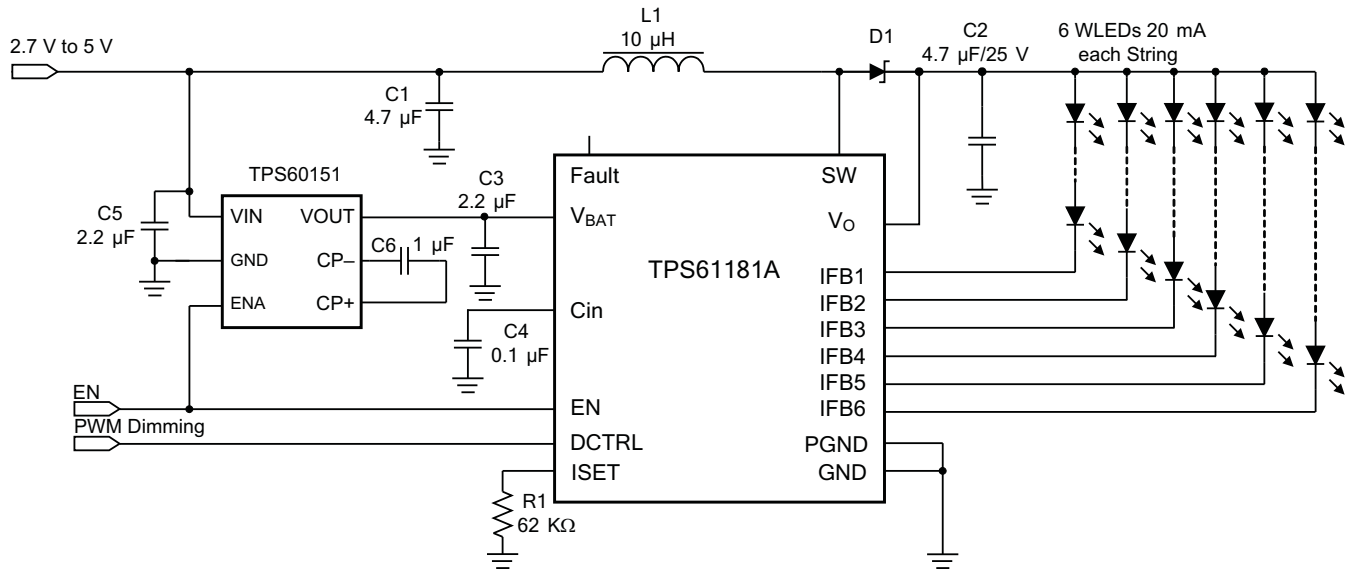 L1
10 µH
2.7 V to 5 V
D1
C2
4.7 µF/25 V
6 WLEDs 20 mA
each String
C1
4.7 µF
TPS60151
C5
2.2 µF
VIN
VOUT
GND
CP–
ENA
CP+
C6
1 µF
C3
2.2 µF
C4
0.1 µF
Fault
SW
VBAT
VO
TPS61181A
Cin
IFB1
IFB2
IFB3
IFB4
IFB5
IFB6
EN
EN
PWM Dimming
DCTRL
PGND
ISET
GND
R1
62 KΩ